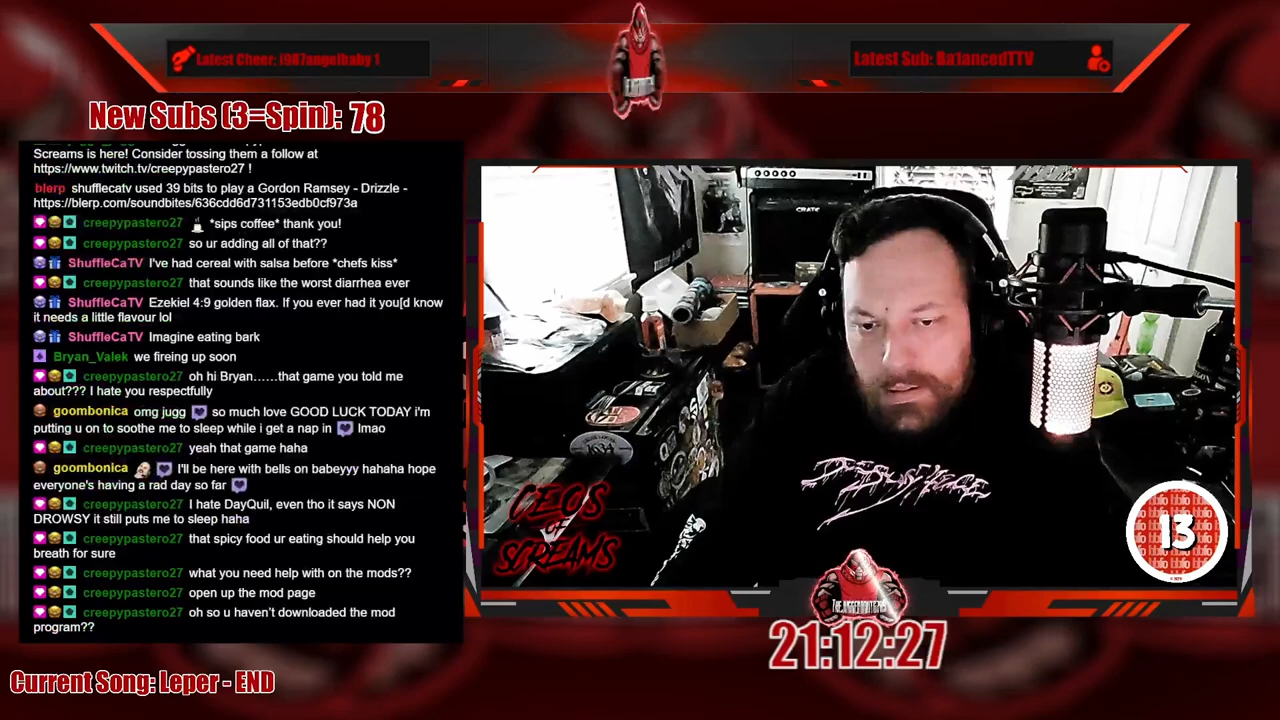 Latest Cheer: i987angelbaby 1
Latest Sub: Ba1ancedTTV
New Subs (3=Spin): 78
Screams is here! Consider tossing them a follow at
https://www.twitch.tv/creepypastero27 !
blerp shufflecatv used 39 bits to play a Gordon Ramsey - Drizzle -
https://blerp.com/soundbites/636cdd6d731153edb0cf973a
creepypastero27 *sips coffee* thank you!
creepypastero27 so ur adding all of that??
ShuffleCaTV I've had cereal with salsa before *chefs kiss*
creepypastero27 that sounds like the worst diarrhea ever
ShuffleCaTV Ezekiel 4:9 golden flax. If you ever had it you[d know
it needs a little flavour lol
ShuffleCaTV Imagine eating bark
Bryan_Valek we fireing up soon
creepypastero27 oh hi Bryan……that game you told me
about??? I hate you respectfully
goombonica omg jugg so much love GOOD LUCK TODAY i'm
putting u on to soothe me to sleep while i get a nap in lmao
creepypastero27 yeah that game haha
goombonica I'll be here with bells on babeyyy hahaha hope
everyone's having a rad day so far
creepypastero27 I hate DayQuil, even tho it says NON
DROWSY it still puts me to sleep haha
creepypastero27 that spicy food ur eating should help you
breath for sure
creepypastero27 what you need help with on the mods??
creepypastero27 open up the mod page
creepypastero27 oh so u haven't downloaded the mod
program??
CRATE
CEOS
OF
SCREAMS
13
21:12:27
Current Song: Leper - END